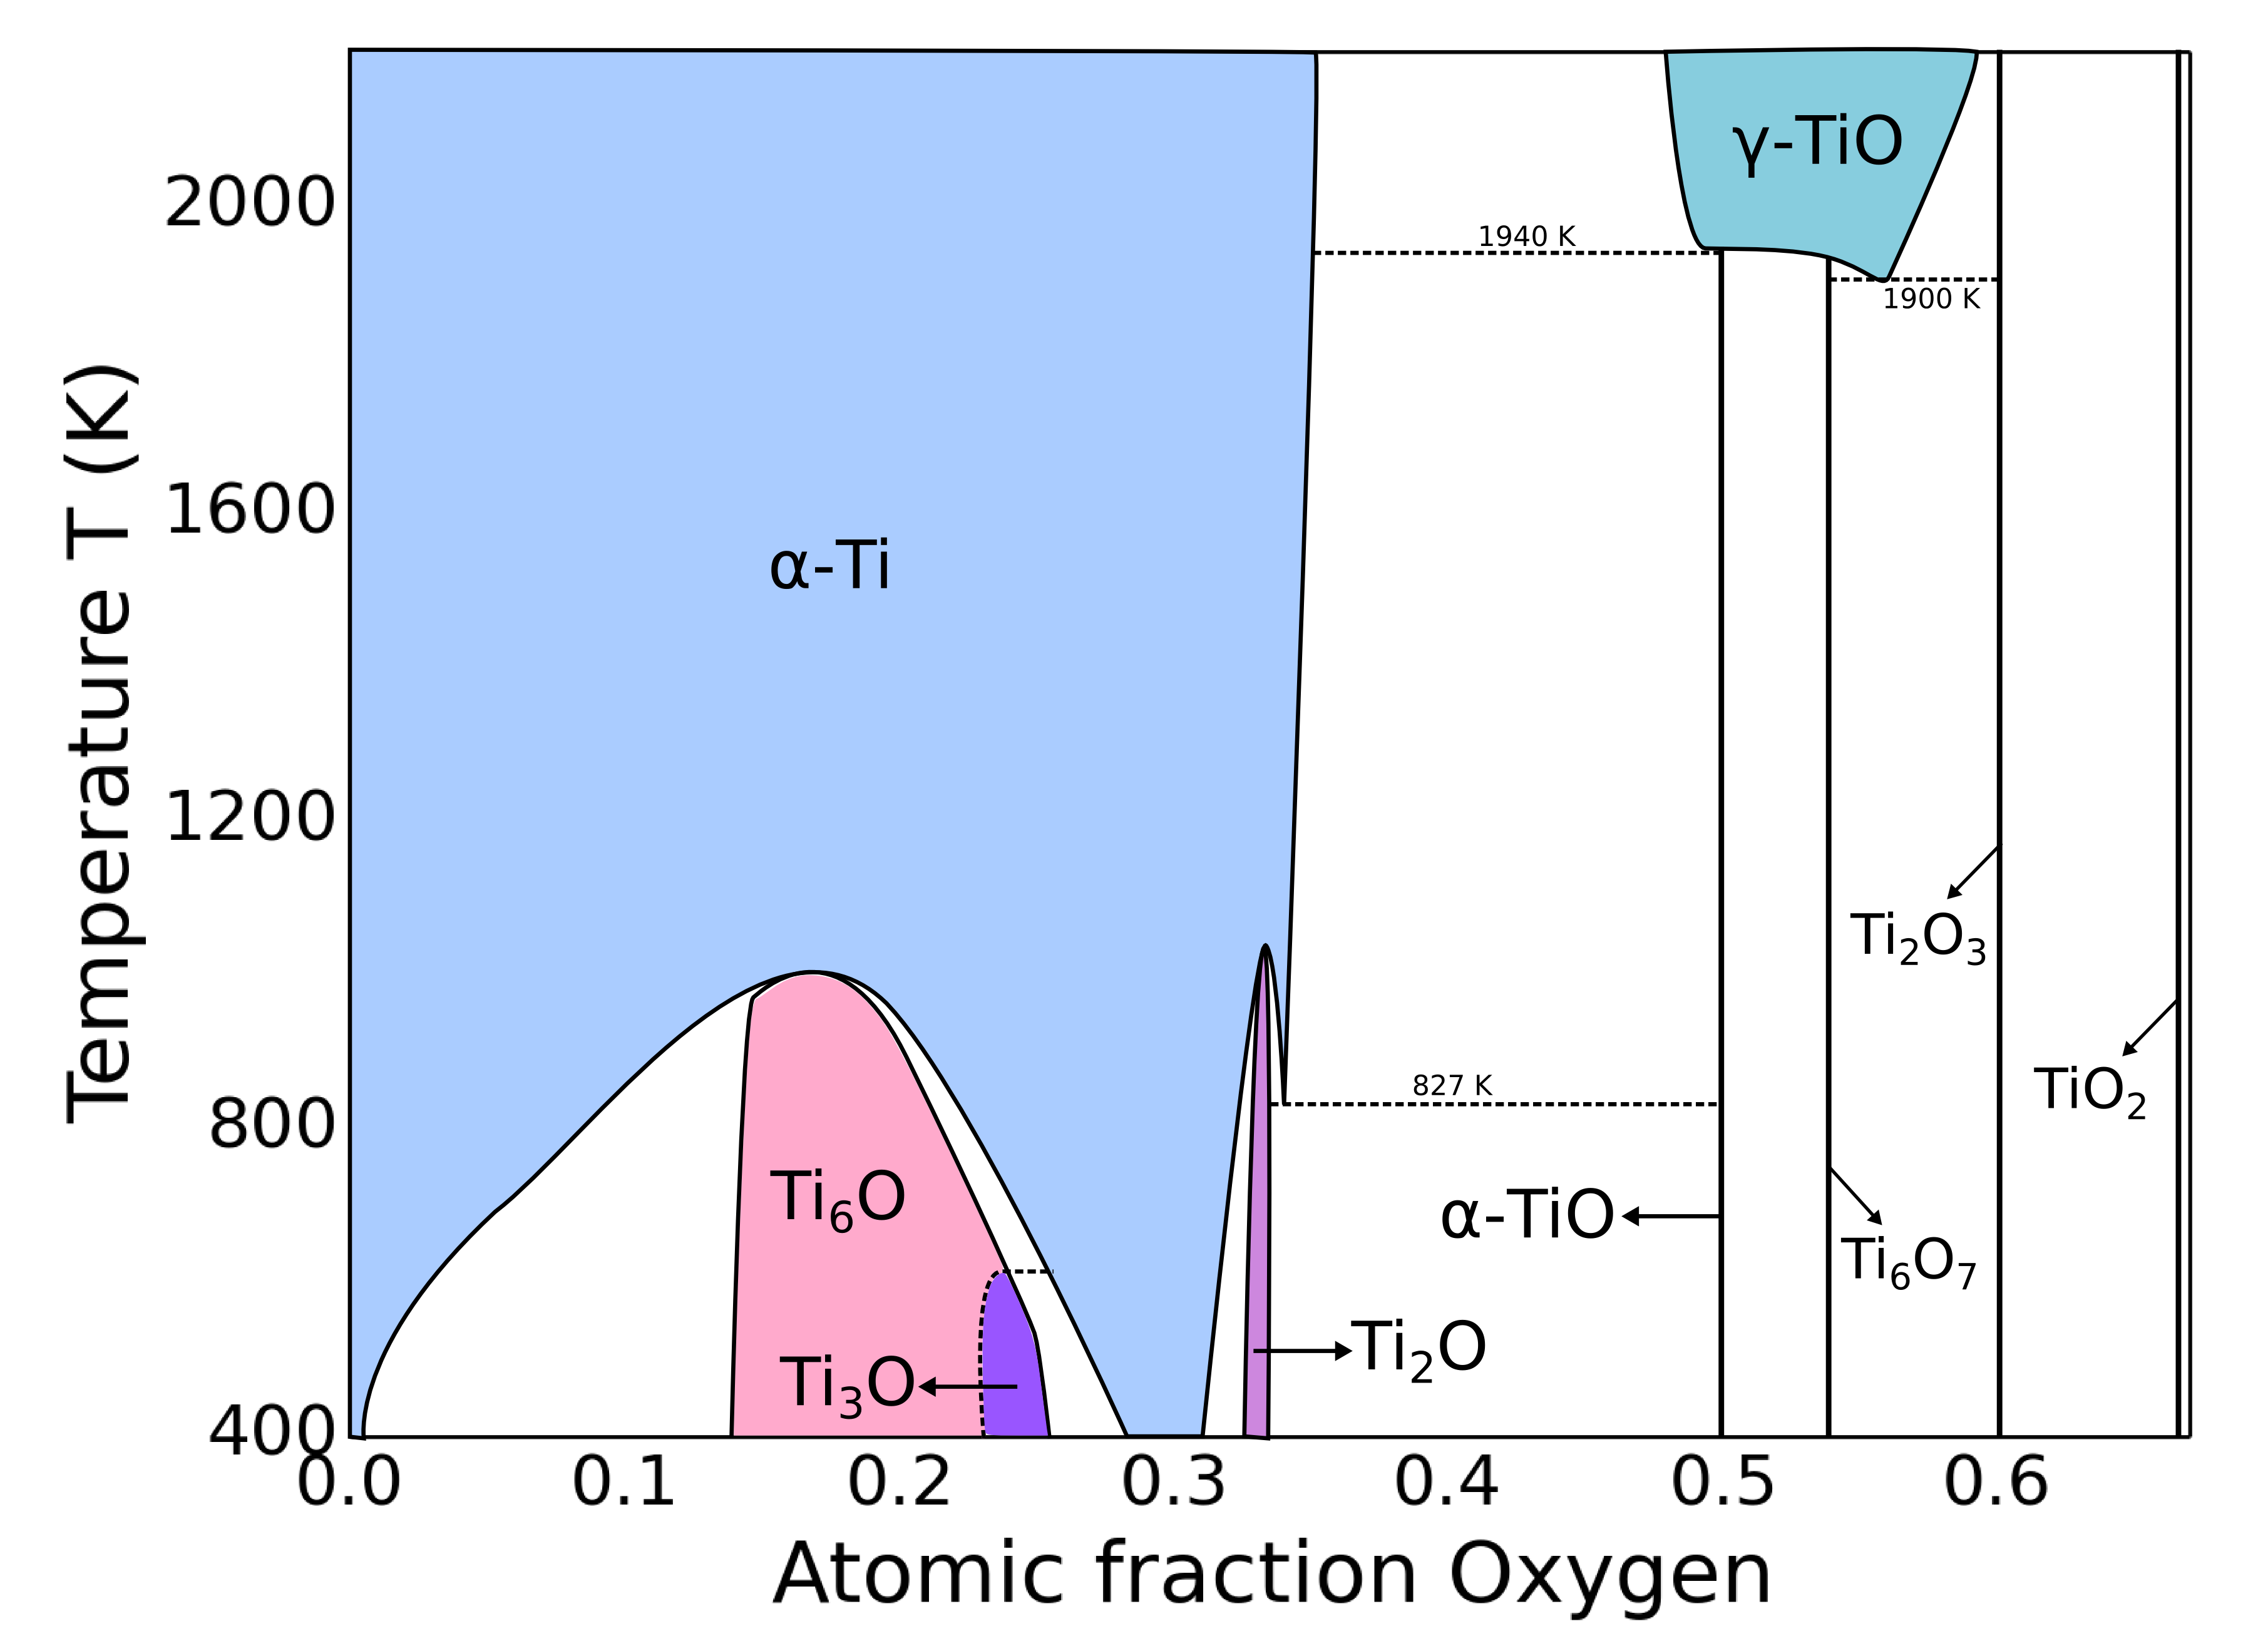 Temperature T (K)
2000
1600
1200
800
400
0.0
0.1
0.2
0.3
0.4
0.5
0.6
Atomic fraction Oxygen
γ-TiO
1940 K
1900 K
α-Ti
Ti₂O₃
827 K
TiO₂
Ti₆O
α-TiO
Ti₆O₇
Ti₂O
Ti₃O